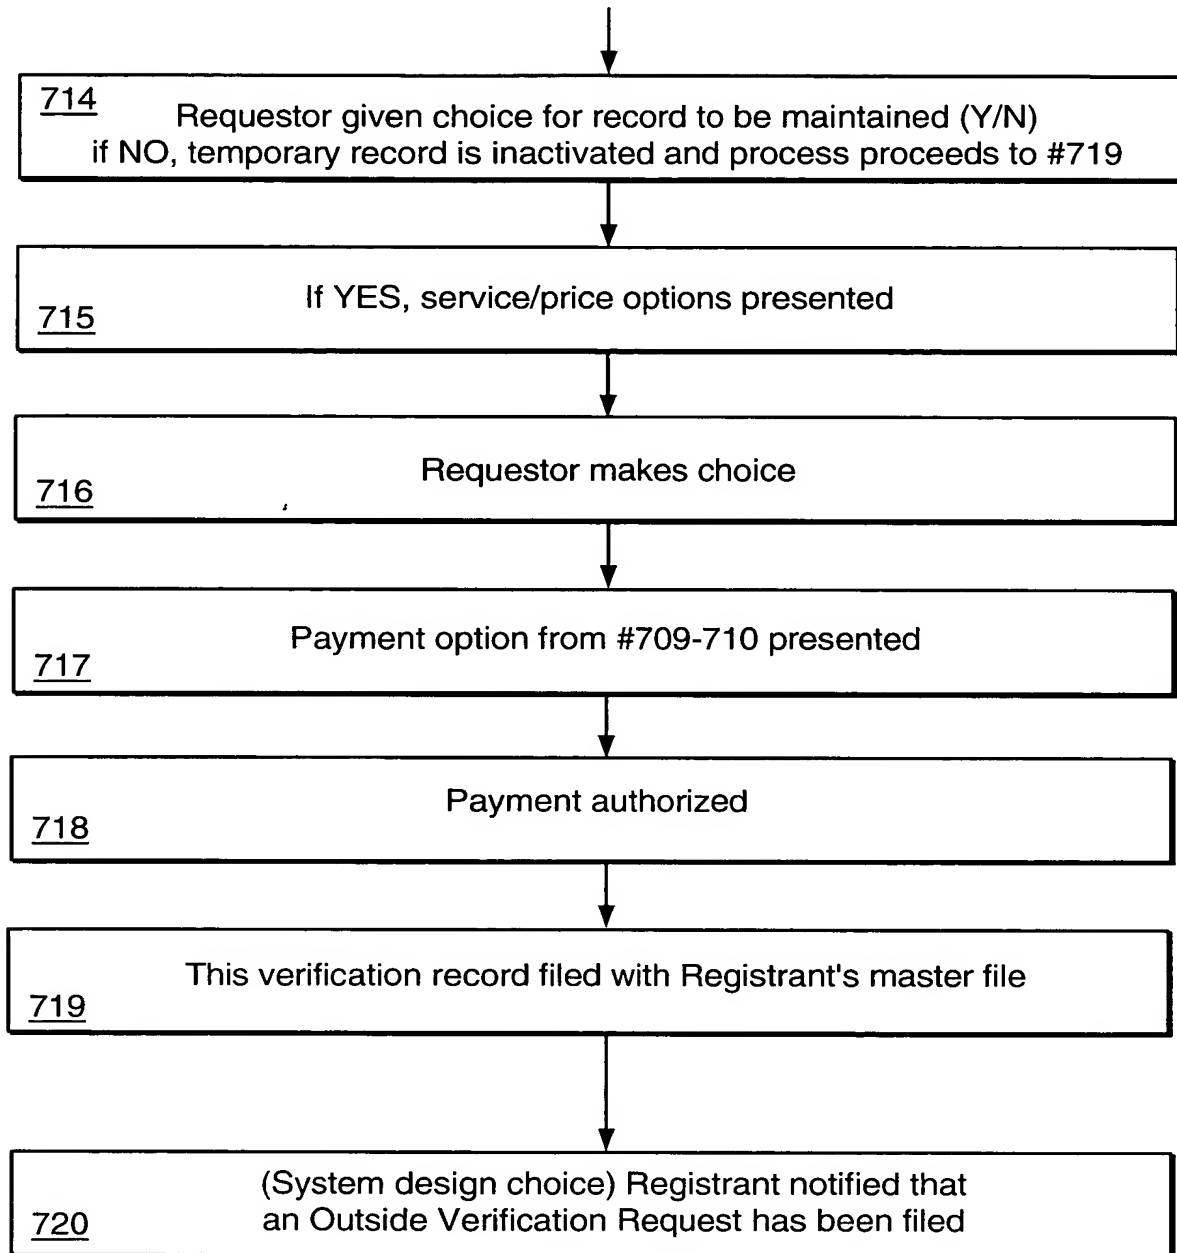 714
Requestor given choice for record to be maintained (Y/N)
if NO, temporary record is inactivated and process proceeds to #719
If YES, service/price options presented
715
Requestor makes choice
716
Payment option from #709-710 presented
717
Payment authorized
718
This verification record filed with Registrant's master file
719
(System design choice) Registrant notified that
an Outside Verification Request has been filed
720